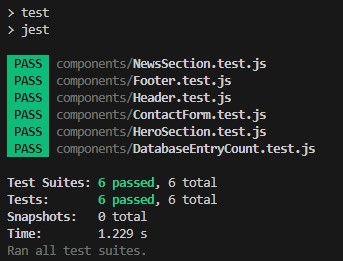 > test
> jest
PASS components/NewsSection.test.js
PASS components/Footer.test.js
PASS components/Header.test.js
PASS components/ContactForm.test.js
PASS components/HeroSection.test.js
PASS components/DatabaseEntryCount.test.js
Test Suites: 6 passed, 6 total
Tests: 6 passed, 6 total
Snapshots: 0 total
Time: 1.229 s
Ran all test suites.